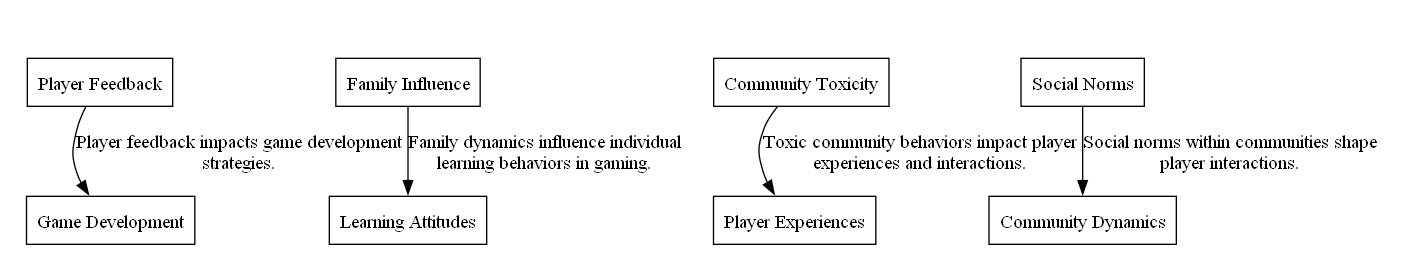 Player Feedback
Family Influence
Community Toxicity
Social Norms
Player feedback impacts game development
strategies.
Family dynamics influence individual
learning behaviors in gaming.
Toxic community behaviors impact player
experiences and interactions.
Social norms within communities shape
player interactions.
Game Development
Learning Attitudes
Player Experiences
Community Dynamics